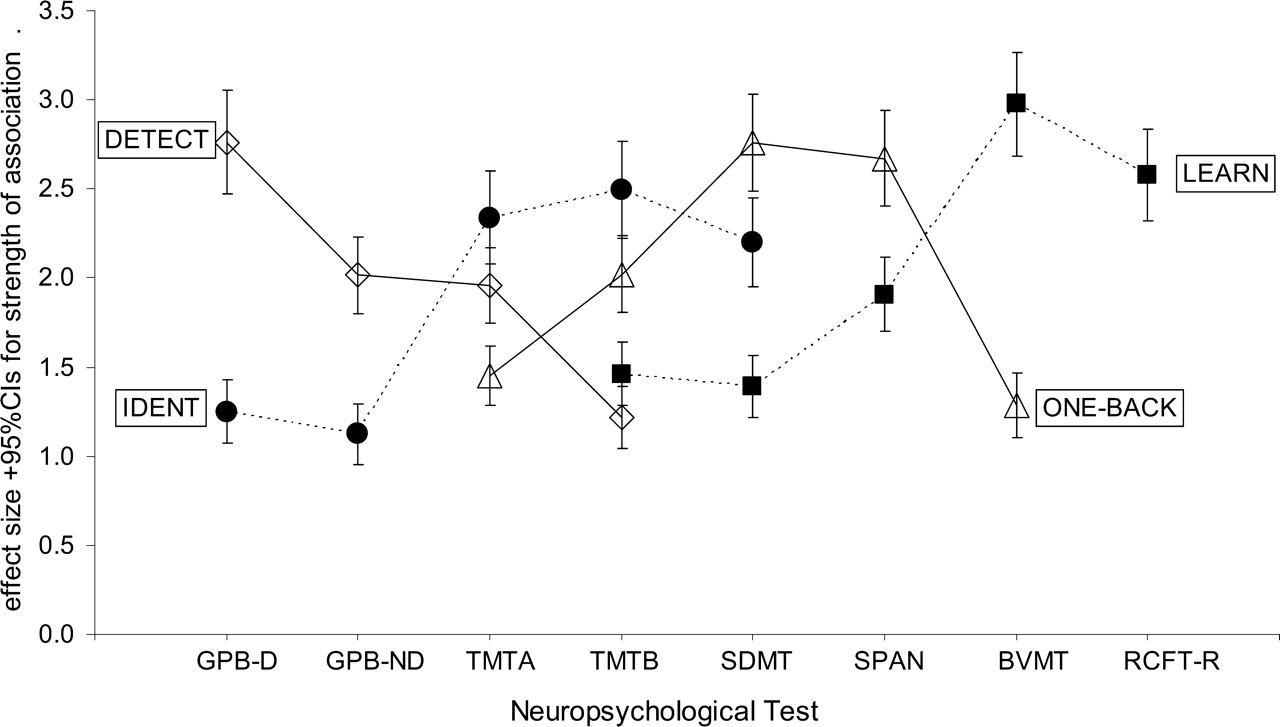 effect size +95%CIs for strength of association .
3.5
3.0
2.5
2.0
1.5
1.0
0.5
0.0
DETECT
IDENT
LEARN
ONE-BACK
GPB-D GPB-ND TMTA TMTB SDMT SPAN BVMT RCFT-R
Neuropsychological Test